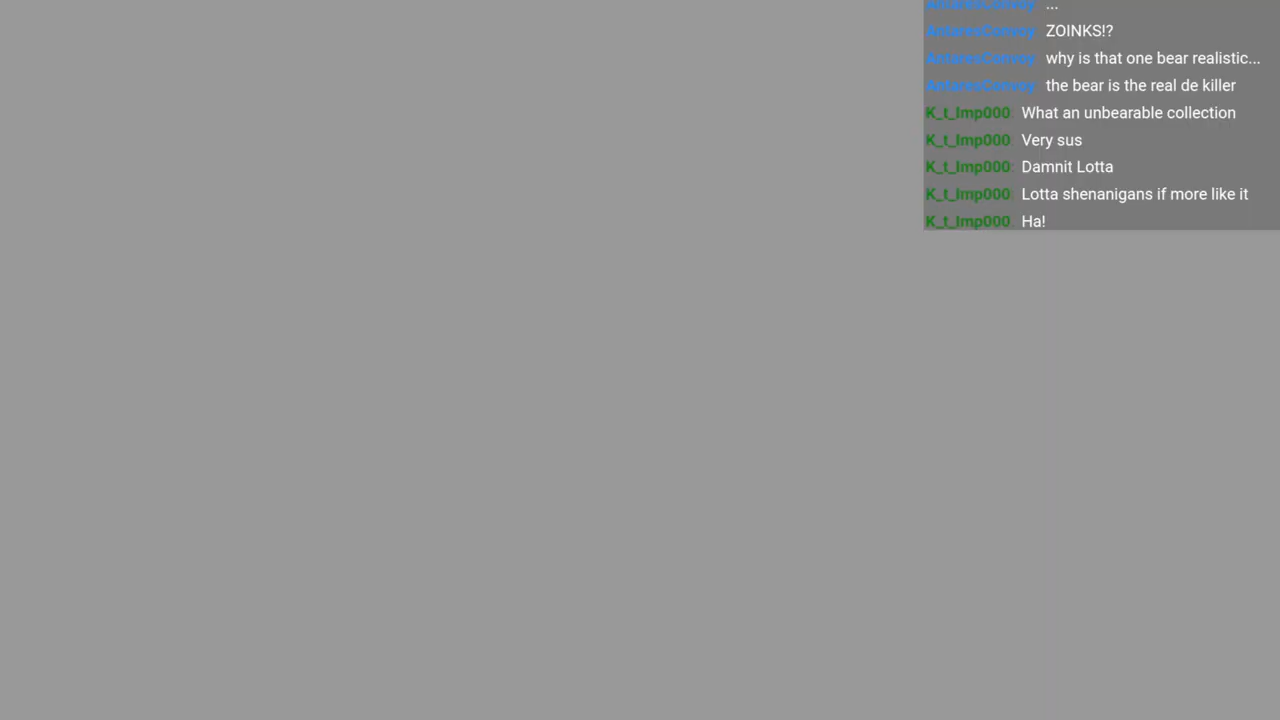 AntaresConvoy: ...
AntaresConvoy: ZOINKS!?
AntaresConvoy: why is that one bear realistic...
AntaresConvoy: the bear is the real de killer
K_t_Imp000: What an unbearable collection
K_t_Imp000: Very sus
K_t_Imp000: Damnit Lotta
K_t_Imp000: Lotta shenanigans if more like it
K_t_Imp000: Ha!